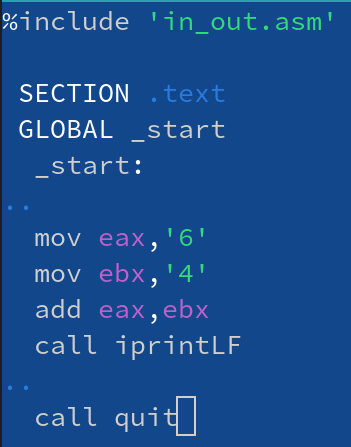 %include 'in_out.asm'
SECTION .text
GLOBAL _start
_start:
..
mov eax,'6'
mov ebx,'4'
add eax,ebx
call iprintLF
..
call quit